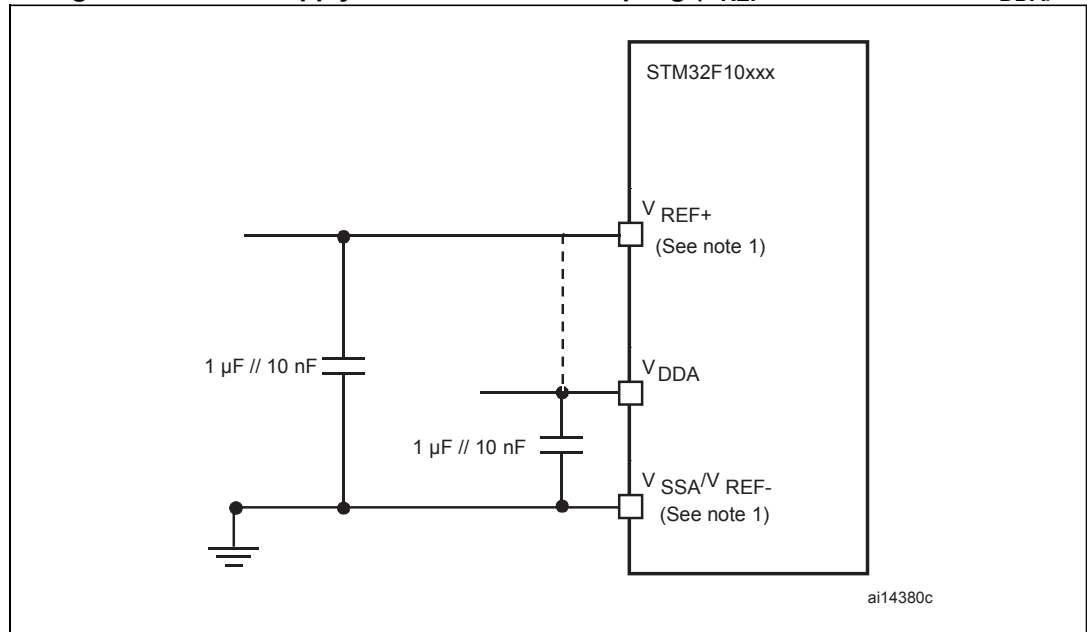 STM32F10xxx
V REF+
(See note 1)
1 µF // 10 nF
V DDA
1 µF // 10 nF
V SSA/V REF-
(See note 1)
ai14380c